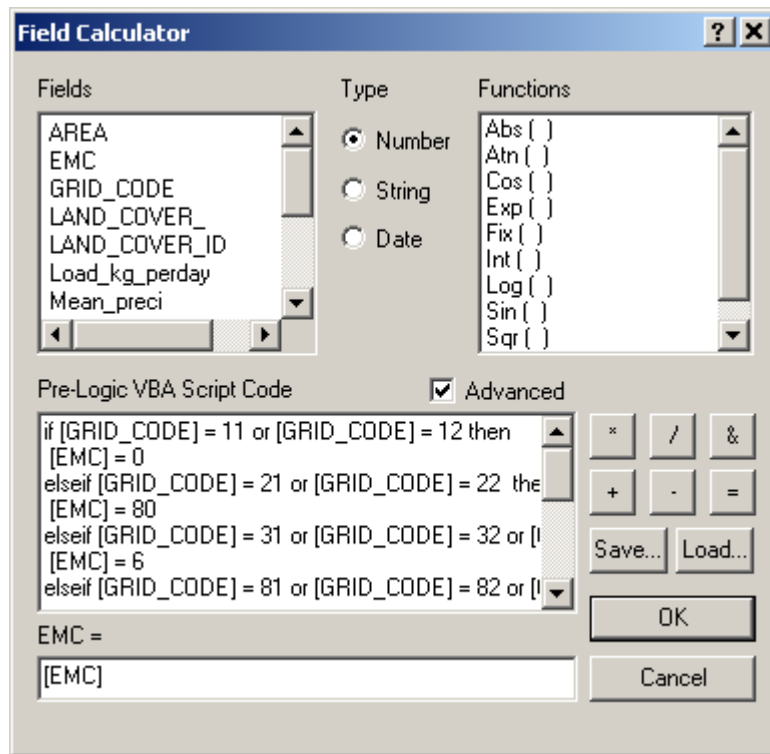 Field Calculator
Fields
Type
Functions
AREA
EMC
GRID_CODE
LAND_COVER_
LAND_COVER_ID
Load_kg_perday
Mean_preci
Number
String
Date
Abs ( )
Atn ( )
Cos ( )
Exp ( )
Fix ( )
Int ( )
Log ( )
Sin ( )
Sqr ( )
Pre-Logic VBA Script Code
Advanced
if [GRID_CODE] = 11 or [GRID_CODE] = 12 then
[EMC] = 0
elseif [GRID_CODE] = 21 or [GRID_CODE] = 22 the
[EMC] = 80
elseif [GRID_CODE] = 31 or [GRID_CODE] = 32 or [
[EMC] = 6
elseif [GRID_CODE] = 81 or [GRID_CODE] = 82 or [
* / &
+ - =
Save... Load...
EMC =
[EMC]
OK
Cancel